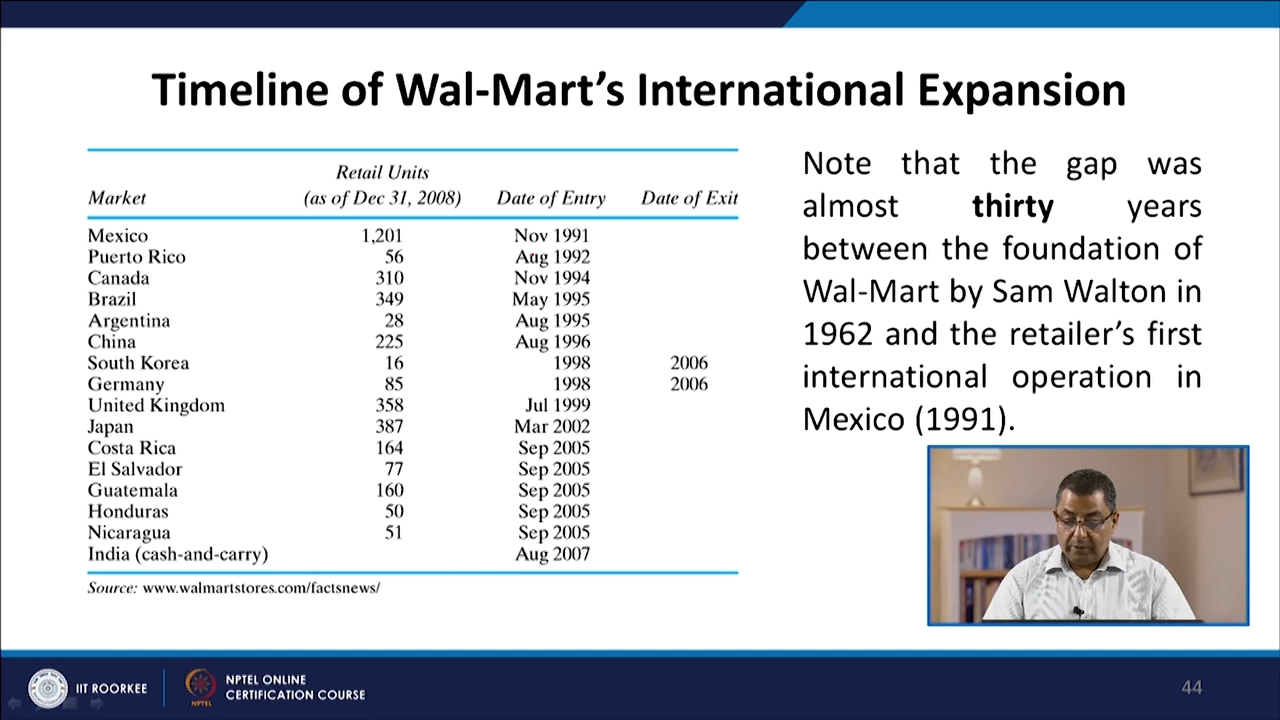 Timeline of Wal-Mart's International Expansion
Retail Units
Market (as of Dec 31, 2008) Date of Entry Date of Exit
Mexico 1,201 Nov 1991
Puerto Rico 56 Aug 1992
Canada 310 Nov 1994
Brazil 349 May 1995
Argentina 28 Aug 1995
China 225 Aug 1996
South Korea 16 1998 2006
Germany 85 1998 2006
United Kingdom 358 Jul 1999
Japan 387 Mar 2002
Costa Rica 164 Sep 2005
El Salvador 77 Sep 2005
Guatemala 160 Sep 2005
Honduras 50 Sep 2005
Nicaragua 51 Sep 2005
India (cash-and-carry) Aug 2007
Source: www.walmartstores.com/factsnews/
Note that the gap was
almost thirty years
between the foundation of
Wal-Mart by Sam Walton in
1962 and the retailer's first
international operation in
Mexico (1991).
IIT ROORKEE
NPTEL
NPTEL ONLINE
CERTIFICATION COURSE
44